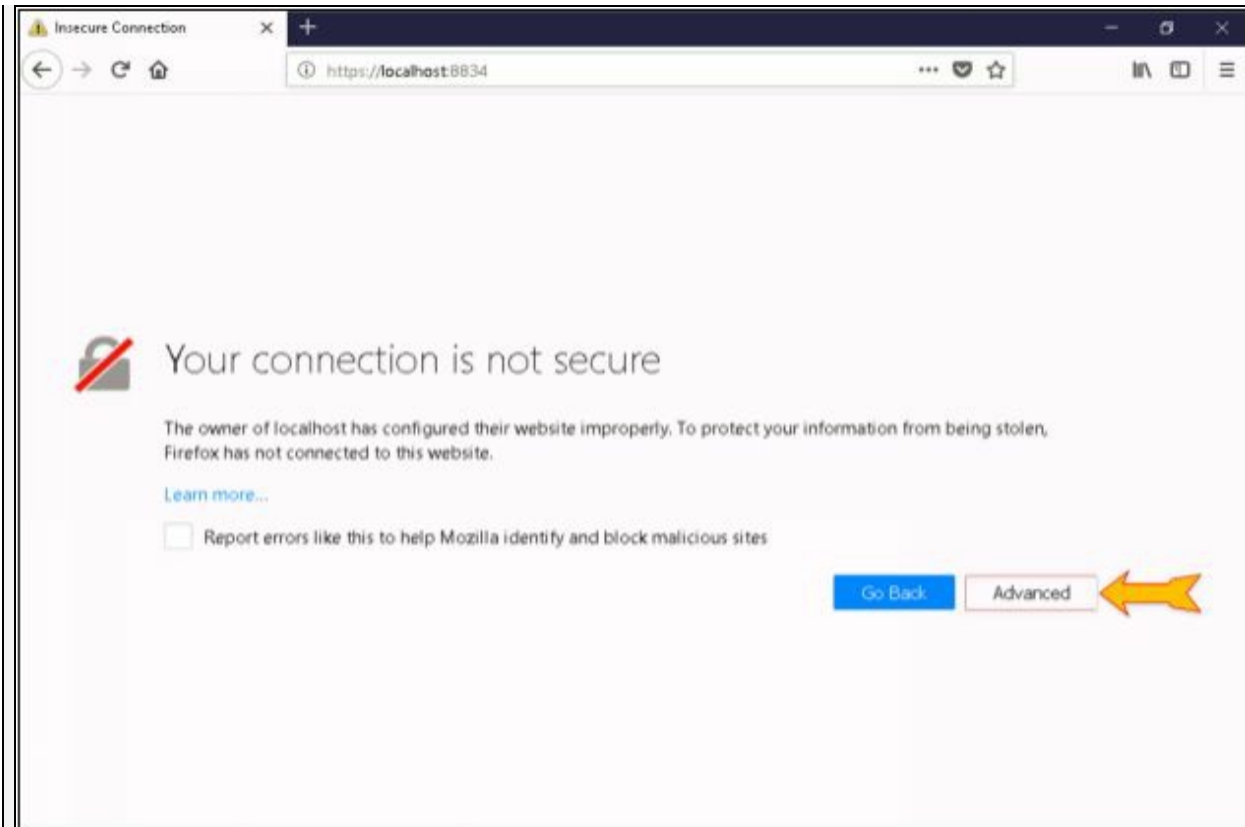 Insecure Connection
https://localhost:8834
Your connection is not secure
The owner of localhost has configured their website improperly. To protect your information from being stolen,
Firefox has not connected to this website.
Learn more...
Report errors like this to help Mozilla identify and block malicious sites
Go Back Advanced